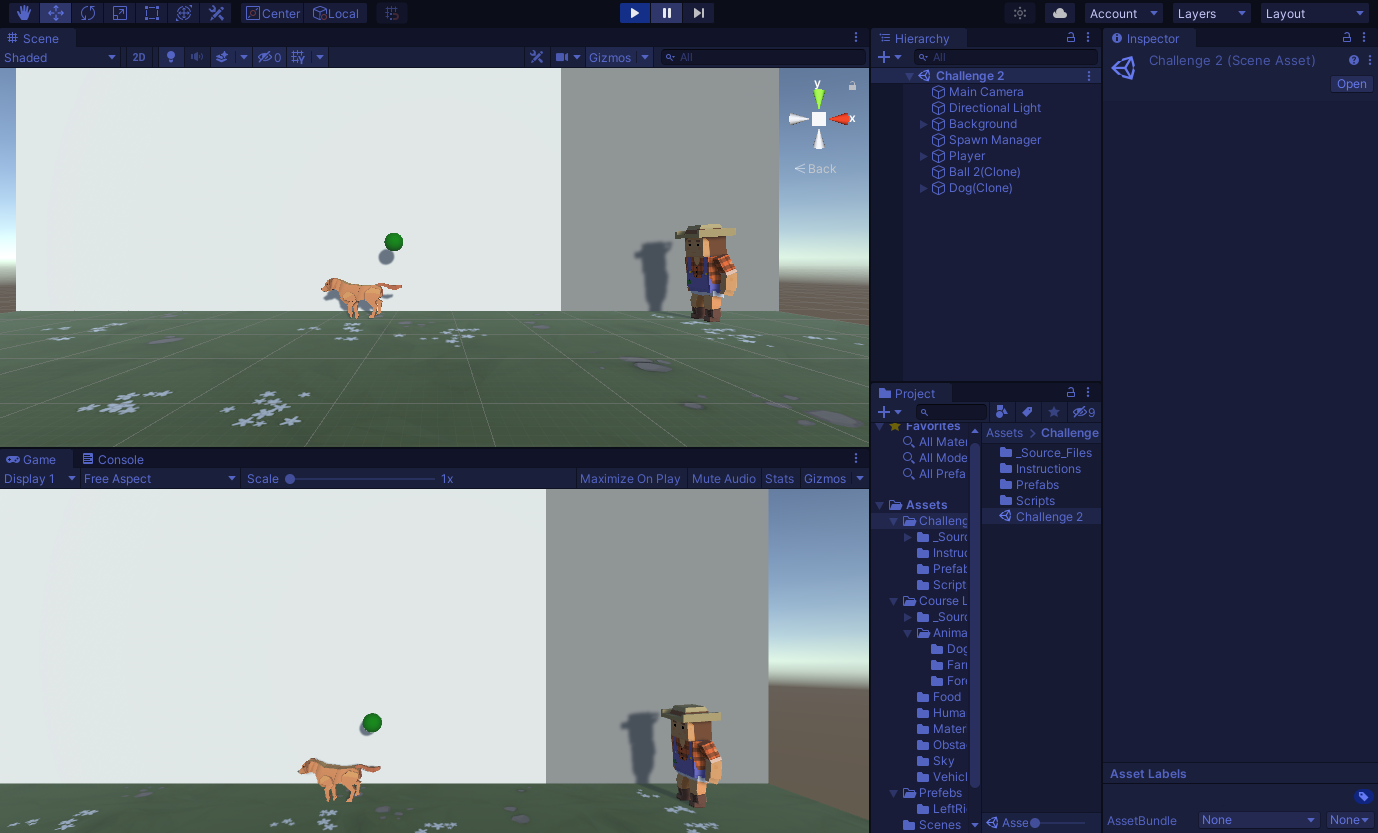 Center
Local
Account
Layers
Layout
Scene
Shaded
2D
0
Gizmos
All
y
x
Back
Hierarchy
All
Challenge 2
Main Camera
Directional Light
Background
Spawn Manager
Player
Ball 2(Clone)
Dog(Clone)
Inspector
Challenge 2 (Scene Asset)
Open
Project
9
Favorites
All Mater
All Mode
All Prefa
Assets
Challeng
_Sourc
Instruc
Prefab
Script
Course L
_Sourc
Anima
Dog
Far
For
Food
Huma
Mater
Obsta
Sky
Vehicl
Prefebs
LeftRi
Scenes
Assets > Challenge
_Source_Files
Instructions
Prefabs
Scripts
Challenge 2
Asse
Game
Console
Display 1
Free Aspect
Scale
1x
Maximize On Play
Mute Audio
Stats
Gizmos
Asset Labels
AssetBundle
None
None